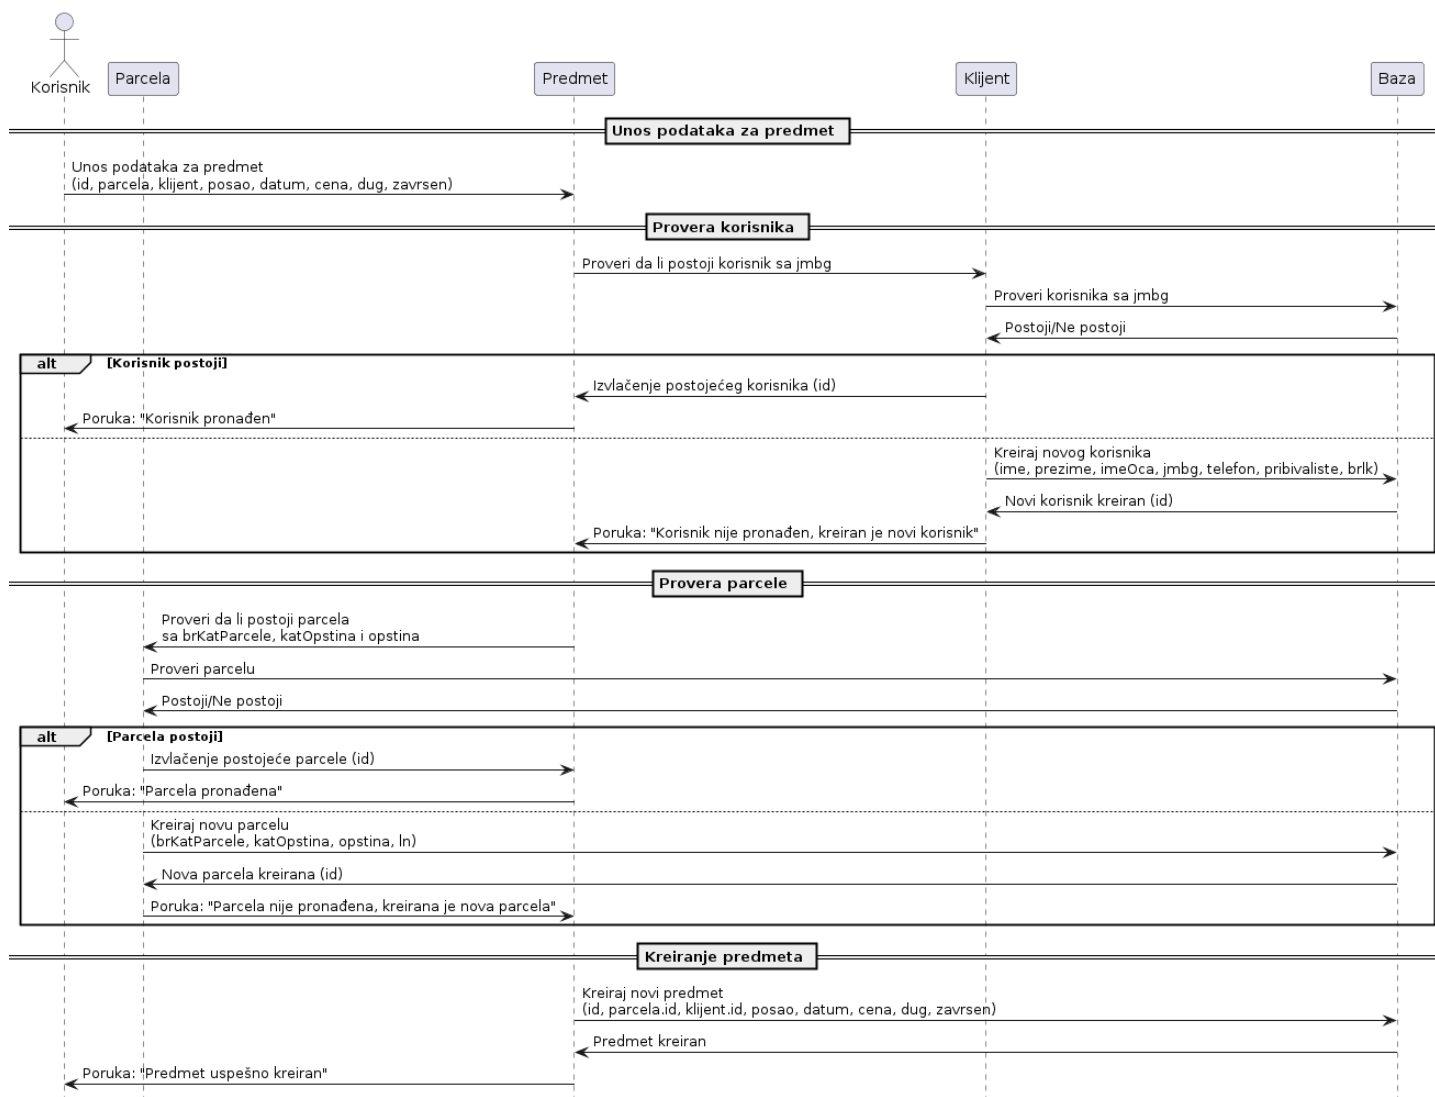 Korisnik
Parcela
Predmet
Klijent
Baza
Unos podataka za predmet
Unos podataka za predmet
(id, parcela, klijent, posao, datum, cena, dug, zavrsen)
Provera korisnika
Proveri da li postoji korisnik sa jmbg
Proveri korisnika sa jmbg
Postoji/Ne postoji
alt
[Korisnik postoji]
Izvlačenje postojećeg korisnika (id)
Poruka: "Korisnik pronađen"
Kreiraj novog korisnika
(ime, prezime, imeOca, jmbg, telefon, pribivaliste, brlk)
Novi korisnik kreiran (id)
Poruka: "Korisnik nije pronađen, kreiran je novi korisnik"
Provera parcele
Proveri da li postoji parcela
sa brKatParcele, katOpstina i opstina
Proveri parcelu
Postoji/Ne postoji
alt
[Parcela postoji]
Izvlačenje postojeće parcele (id)
Poruka: "Parcela pronađena"
Kreiraj novu parcelu
(brKatParcele, katOpstina, opstina, ln)
Nova parcela kreirana (id)
Poruka: "Parcela nije pronađena, kreirana je nova parcela"
Kreiranje predmeta
Kreiraj novi predmet
(id, parcela.id, klijent.id, posao, datum, cena, dug, zavrsen)
Predmet kreiran
Poruka: "Predmet uspešno kreiran"